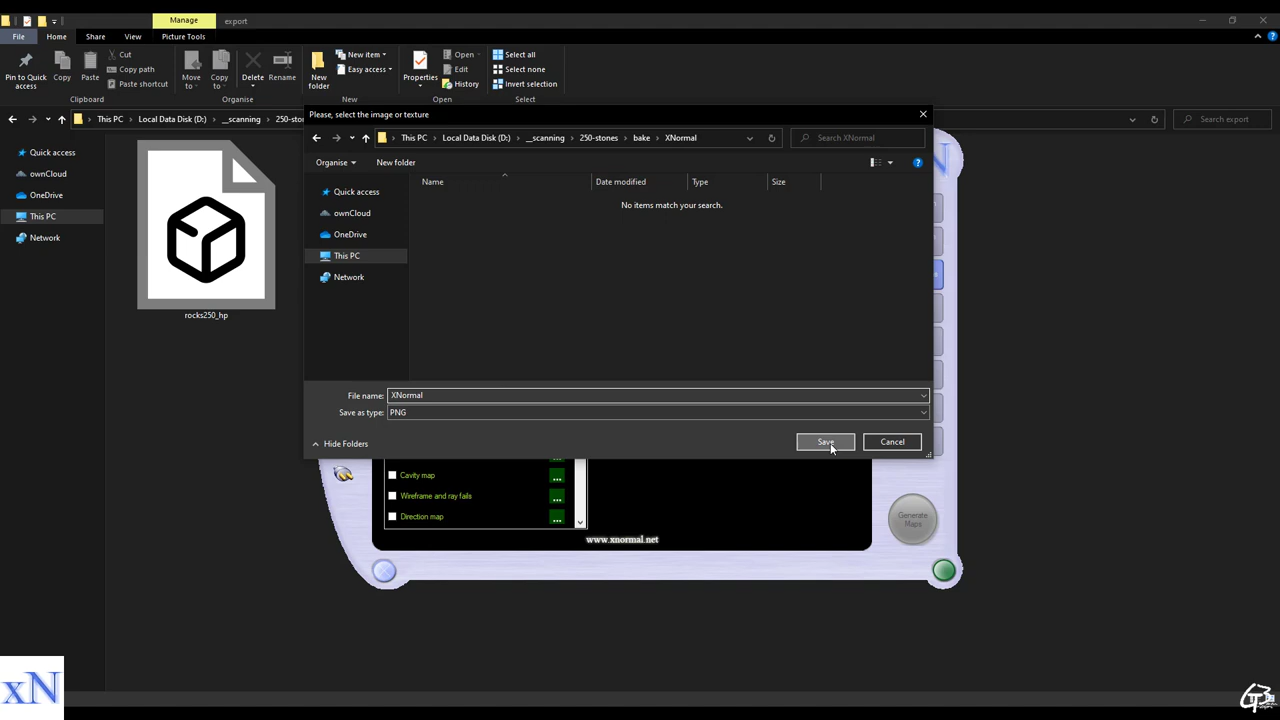 Manage
export
File
Home
Share
View
Picture Tools
Pin to Quick access
Copy
Paste
Cut
Copy path
Paste shortcut
Clipboard
Move to
Copy to
Delete
Rename
Organise
New folder
New item
Easy access
New
Properties
Open
Edit
History
Open
Select all
Select none
Invert selection
Select
This PC > Local Data Disk (D:) > __scanning > 250-stones
Search export
Quick access
ownCloud
OneDrive
This PC
Network
rocks250_hp
Please, select the image or texture
This PC > Local Data Disk (D:) > __scanning > 250-stones > bake > XNormal
Search XNormal
Organise
New folder
Quick access
ownCloud
OneDrive
This PC
Network
Name
Date modified
Type
Size
No items match your search.
File name: XNormal
Save as type: PNG
Hide Folders
Save
Cancel
N
Cavity map
...
Wireframe and ray fails
...
Direction map
...
www.xnormal.net
Generate
Maps
xN